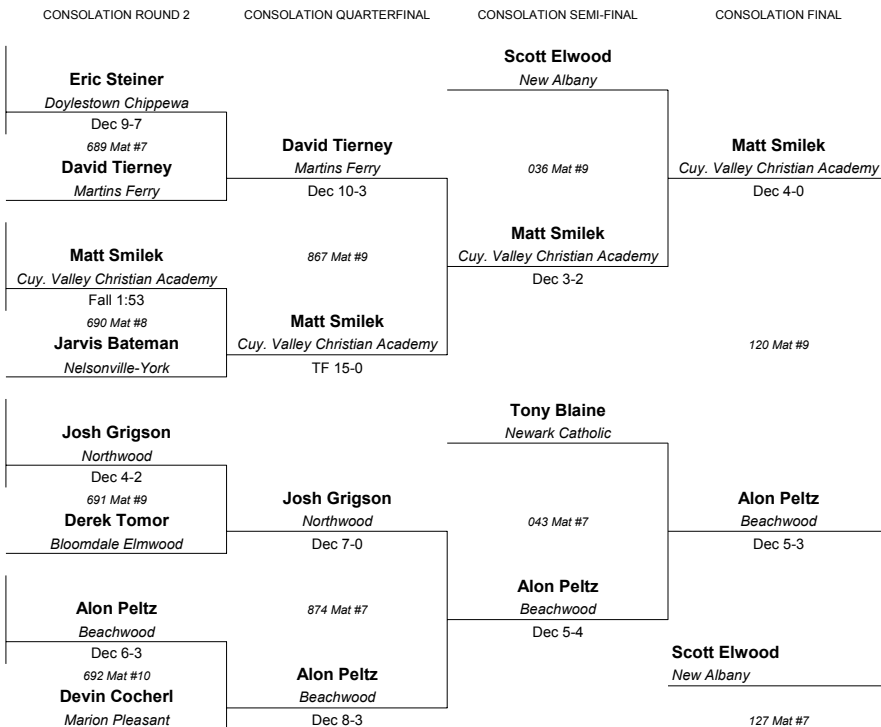 CONSOLATION ROUND 2
CONSOLATION QUARTERFINAL
CONSOLATION SEMI-FINAL
CONSOLATION FINAL
Eric Steiner
Doylestown Chippewa
Dec 9-7
689 Mat #7
David Tierney
Martins Ferry
Matt Smilek
Cuy. Valley Christian Academy
Fall 1:53
690 Mat #8
Jarvis Bateman
Nelsonville-York
Josh Grigson
Northwood
Dec 4-2
691 Mat #9
Derek Tomor
Bloomdale Elmwood
Alon Peltz
Beachwood
Dec 6-3
692 Mat #10
Devin Cocherl
Marion Pleasant
David Tierney
Martins Ferry
Dec 10-3
867 Mat #9
Matt Smilek
Cuy. Valley Christian Academy
TF 15-0
Josh Grigson
Northwood
Dec 7-0
874 Mat #7
Alon Peltz
Beachwood
Dec 8-3
Scott Elwood
New Albany
036 Mat #9
Matt Smilek
Cuy. Valley Christian Academy
Dec 3-2
Tony Blaine
Newark Catholic
043 Mat #7
Alon Peltz
Beachwood
Dec 5-4
Matt Smilek
Cuy. Valley Christian Academy
Dec 4-0
120 Mat #9
Alon Peltz
Beachwood
Dec 5-3
Scott Elwood
New Albany
127 Mat #7